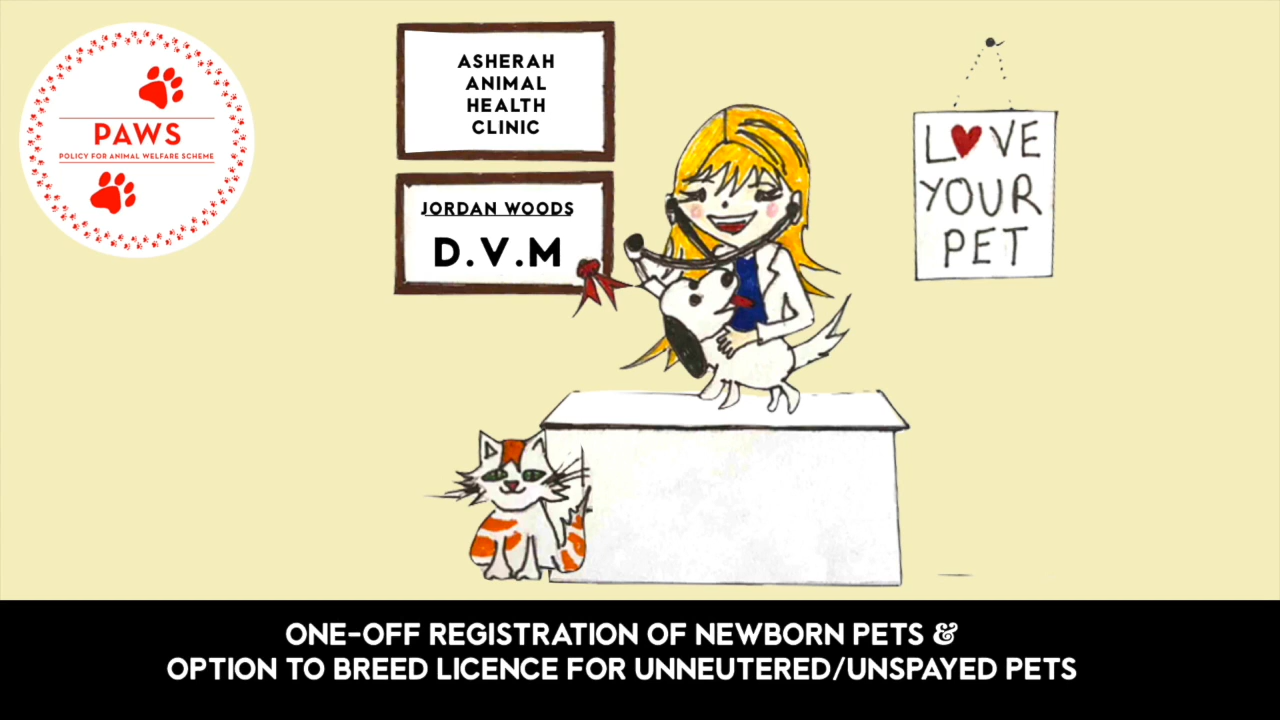 PAWS
POLICY FOR ANIMAL WELFARE SCHEME
ASHERAH
ANIMAL
HEALTH
CLINIC
JORDAN WOODS
D.V.M
L♥VE
YOUR
PET
ONE-OFF REGISTRATION OF NEWBORN PETS &
OPTION TO BREED LICENCE FOR UNNEUTERED/UNSPAYED PETS